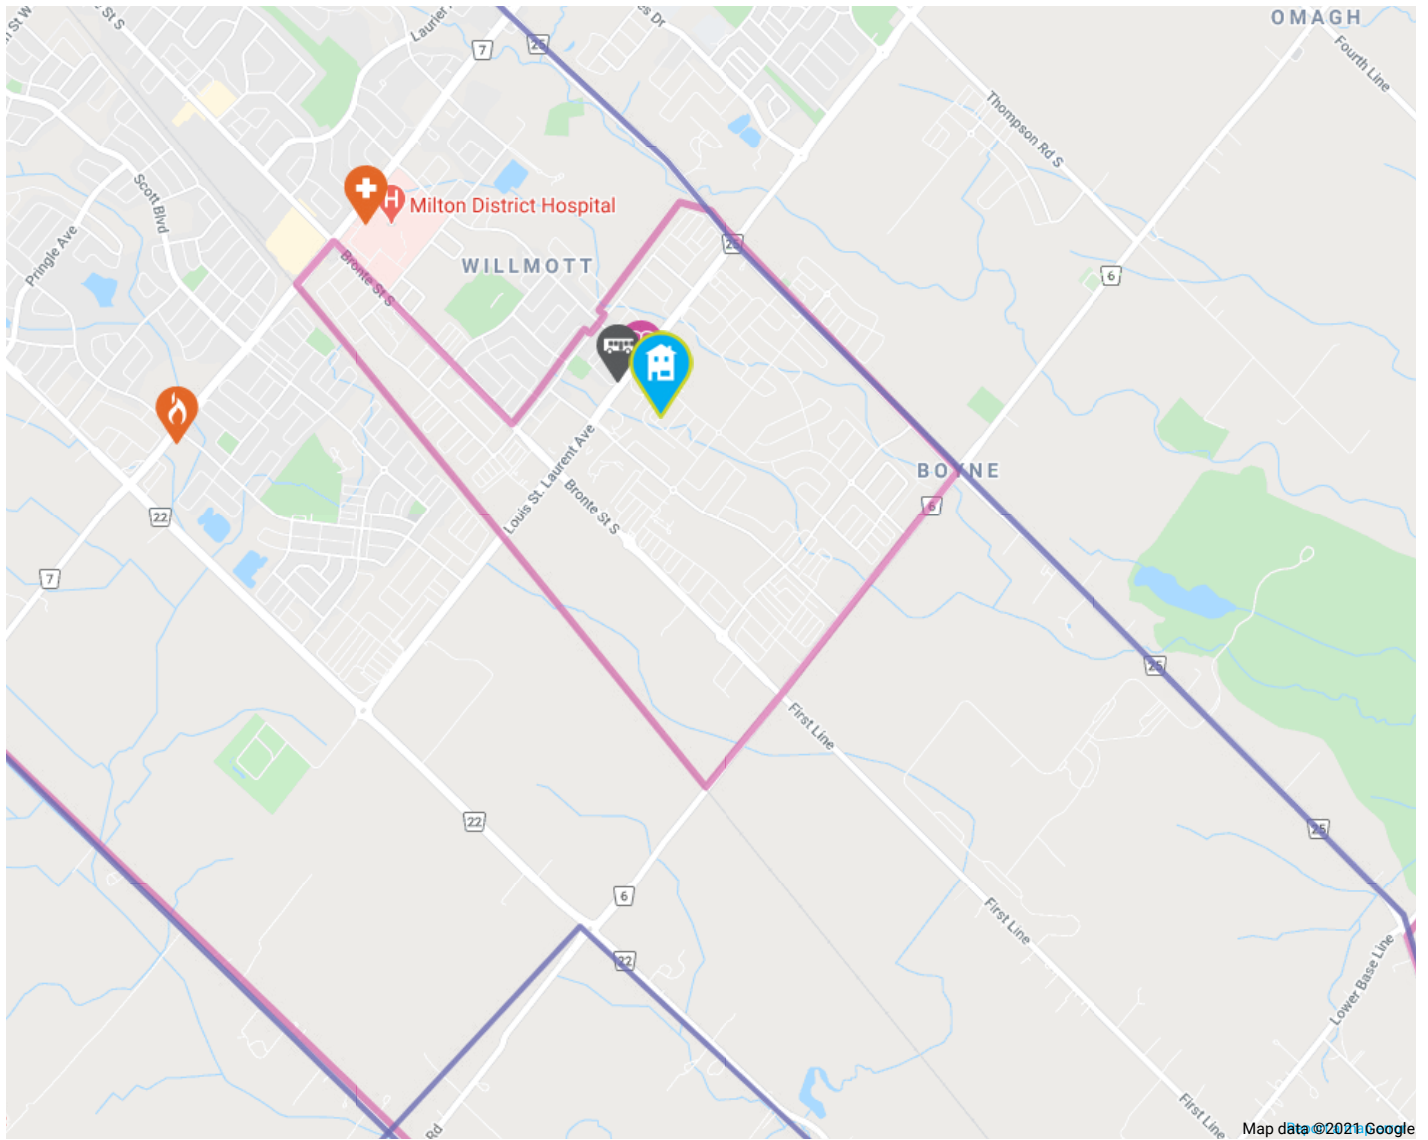 OMAGH
Laurier
7
25
Fourth Line
Thompson Rd S
Scott Blvd
H Milton District Hospital
Pringle Ave
Bronte St S
WILLMOTT
25
6
Louis St. Laurent Ave
BOYNE
6
Bronte St S
22
7
25
First Line
22
25
6
First Line
22
Lower Base Line
First Line
Rd
Map data ©2021 Google